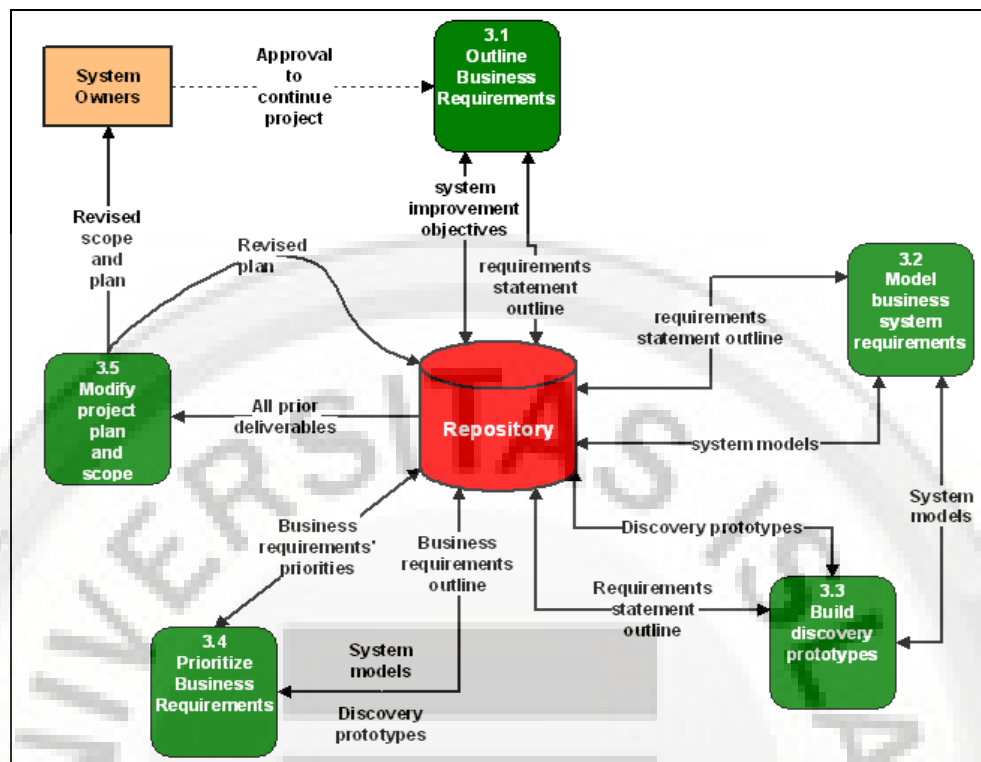 System
Owners
Approval
to
continue
project
3.1
Outline
Business
Requirements
Revised
scope
and
plan
Revised
plan
system
improvement
objectives
requirements
statement
outline
requirements
statement outline
3.2
Model
business
system
requirements
3.5
Modify
project
plan
and
scope
All prior
deliverables
Repository
system models
System
models
Business
requirements'
priorities
Business
requirements
outline
Discovery prototypes
Requirements
statement
outline
3.3
Build
discovery
prototypes
3.4
Prioritize
Business
Requirements
System
models
Discovery
prototypes